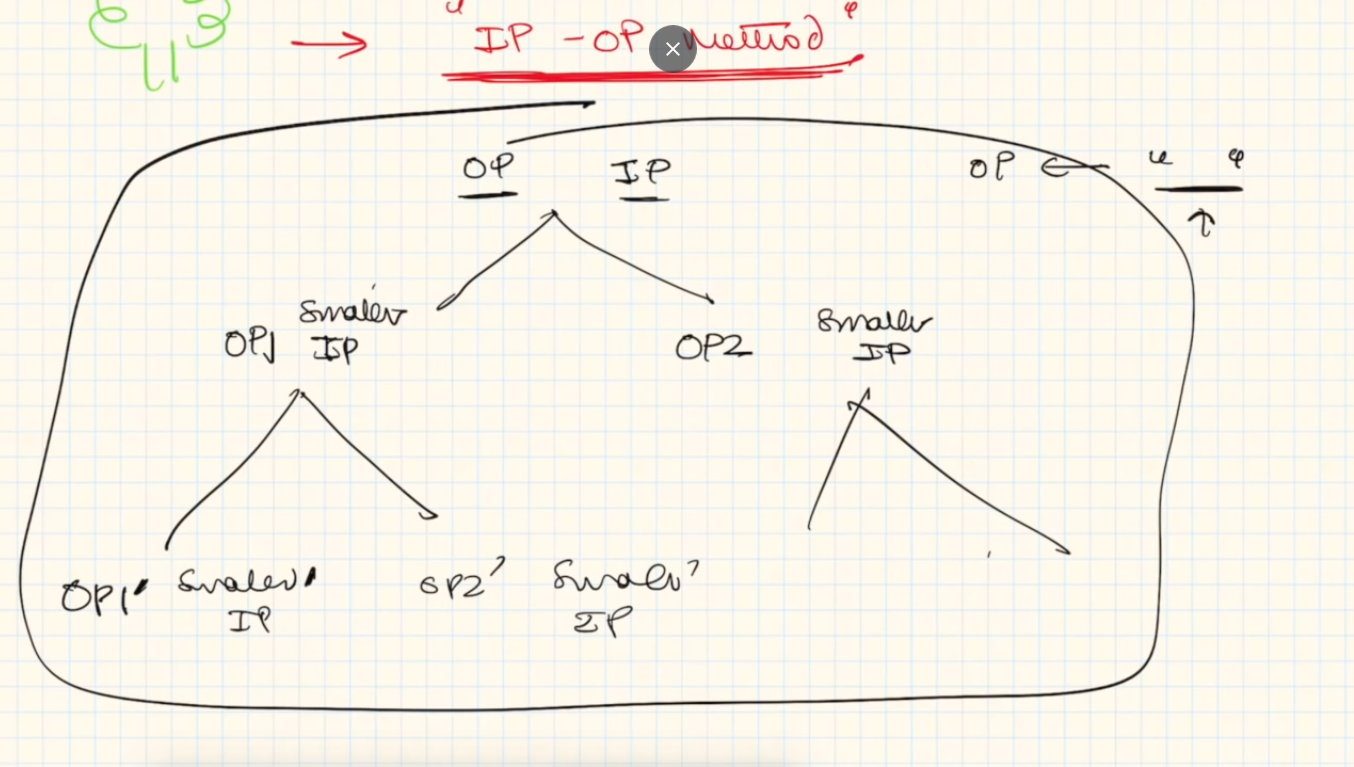 " IP - OP Method "
OP IP
OP ← " "
OP1 Smaller IP
OP2 Smaller IP
OP1' Smaller' IP
OP2' Smaller' IP